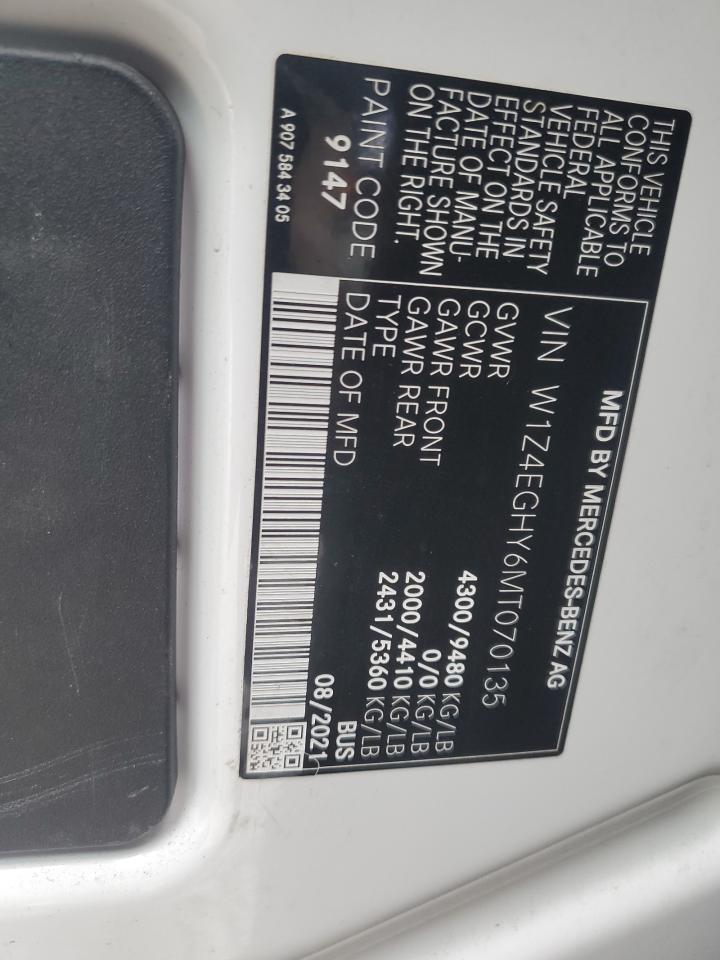 THIS VEHICLE
CONFORMS TO
ALL APPLICABLE
FEDERAL
VEHICLE SAFETY
STANDARDS IN
EFFECT ON THE
DATE OF MANU-
FACTURE SHOWN
ON THE RIGHT.
PAINT CODE
9147
A 907 584 34 05
MFD BY MERCEDES-BENZ AG
VIN W1Z4EGHY6MT070135
GVWR 4300/9480 KG/LB
GCWR 0/0 KG/LB
GAWR FRONT 2000/4410 KG/LB
GAWR REAR 2431/5360 KG/LB
TYPE BUS
DATE OF MFD 08/2021